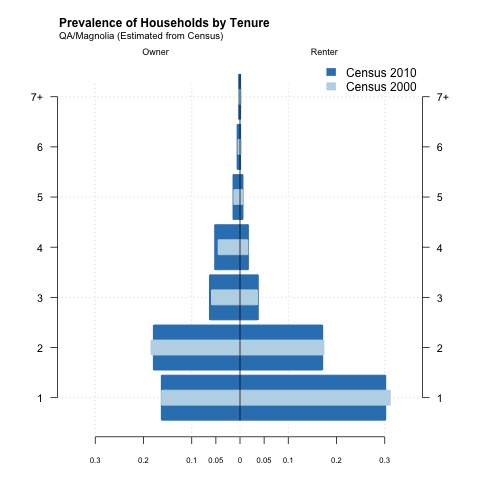 Prevalence of Households by Tenure
QA/Magnolia (Estimated from Census)
Owner Renter
Census 2010
Census 2000
7+ 7+
6 6
5 5
4 4
3 3
2 2
1 1
0.3 0.2 0.1 0.05 0 0.05 0.1 0.2 0.3